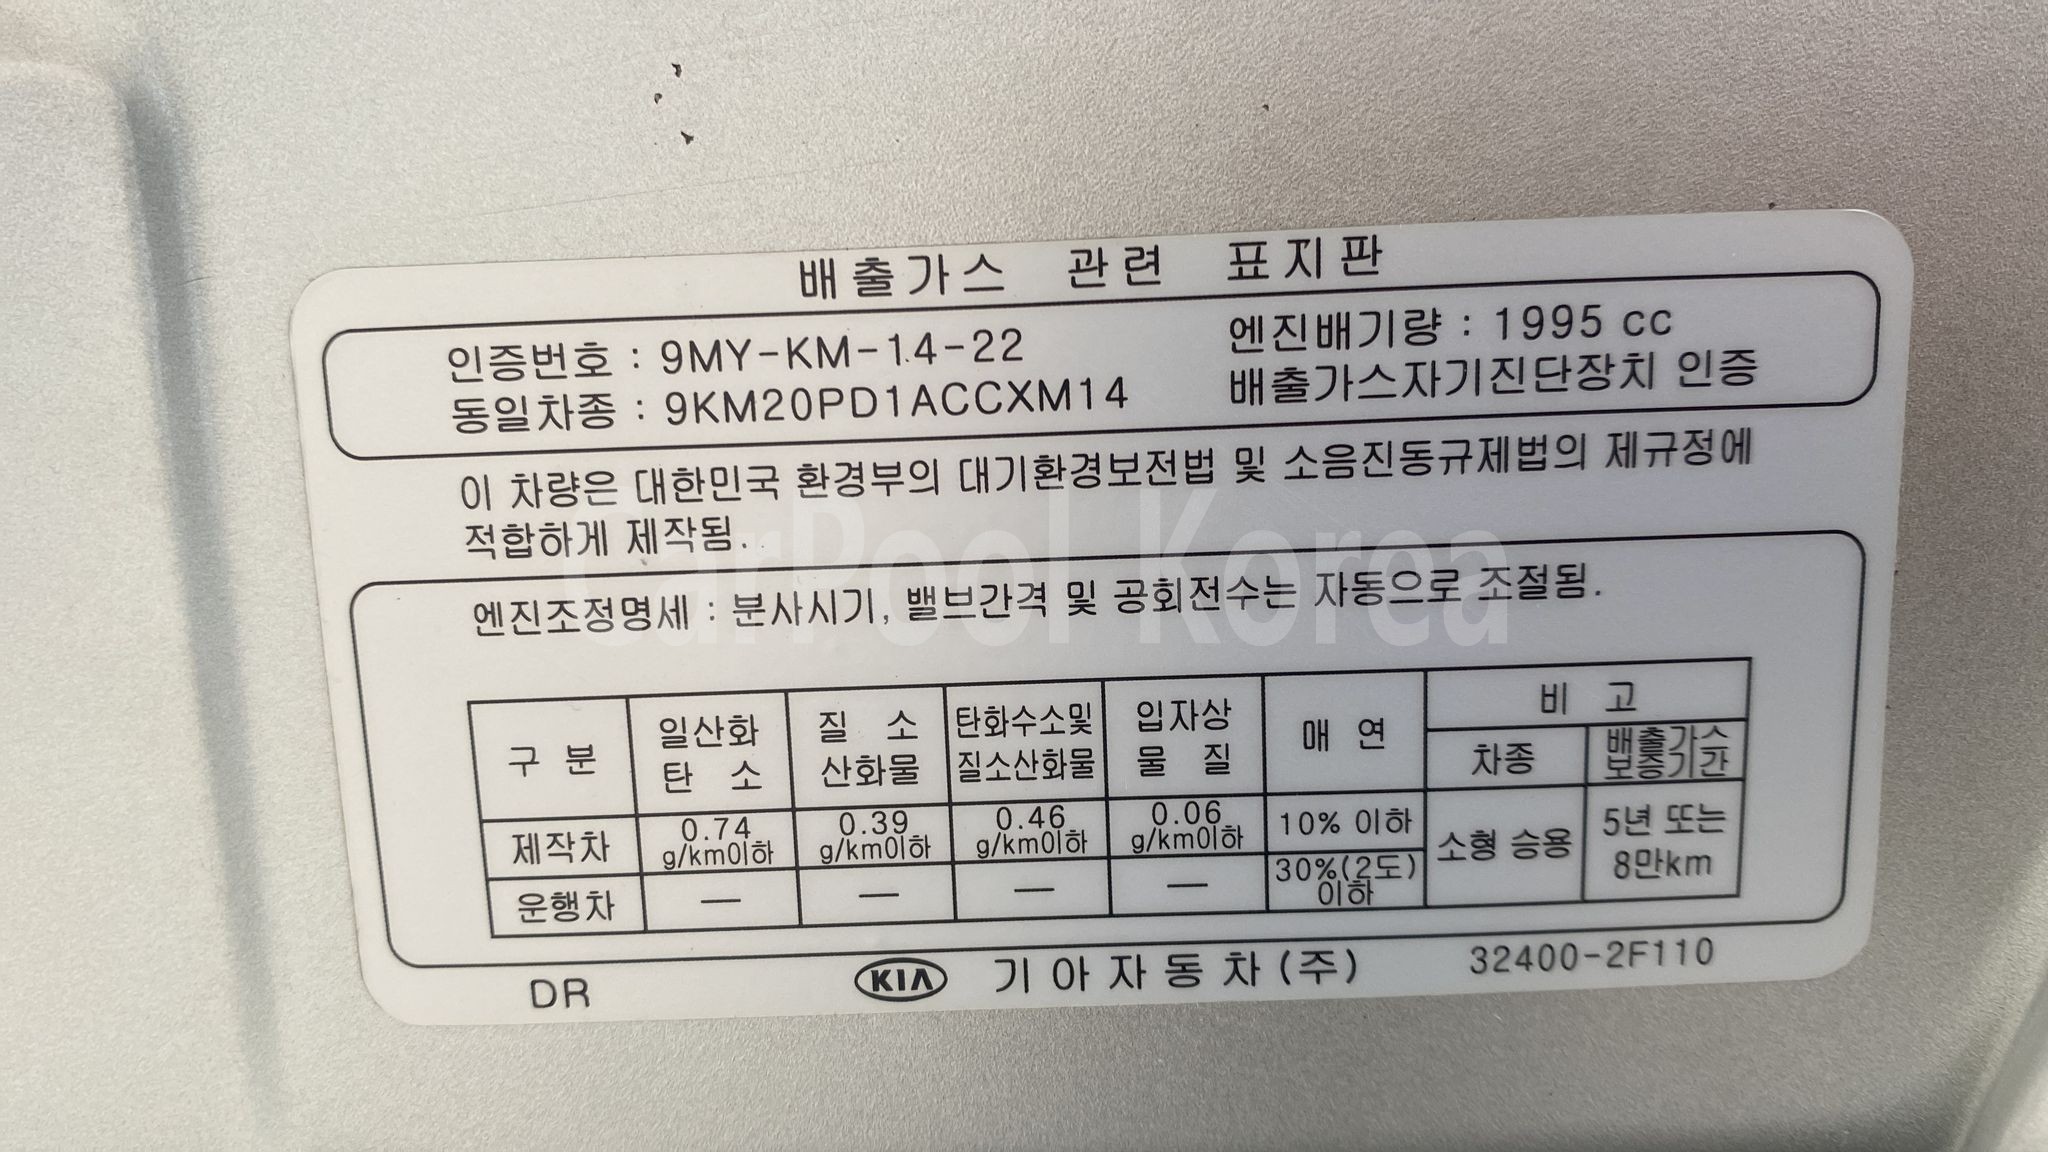 배출가스 관련 표지판
인증번호 : 9MY-KM-14-22
엔진배기량 : 1995 cc
동일차종 : 9KM20PD1ACCXM14
배출가스자기진단장치 인증
이 차량은 대한민국 환경부의 대기환경보전법 및 소음진동규제법의 제규정에
적합하게 제작됨.
CarPool Korea
엔진조정명세 : 분사시기, 밸브간격 및 공회전수는 자동으로 조절됨.
구 분 일산화 탄 소 질 소 산화물 탄화수소및 질소산화물 입자상 물 질 매 연 비 고
차종 배출가스 보증기간
제작차 0.74 g/km이하 0.39 g/km이하 0.46 g/km이하 0.06 g/km이하 10% 이하 소형 승용 5년 또는 8만km
운행차 — — — — 30%(2도) 이하
DR KIA 기아자동차(주) 32400-2F110